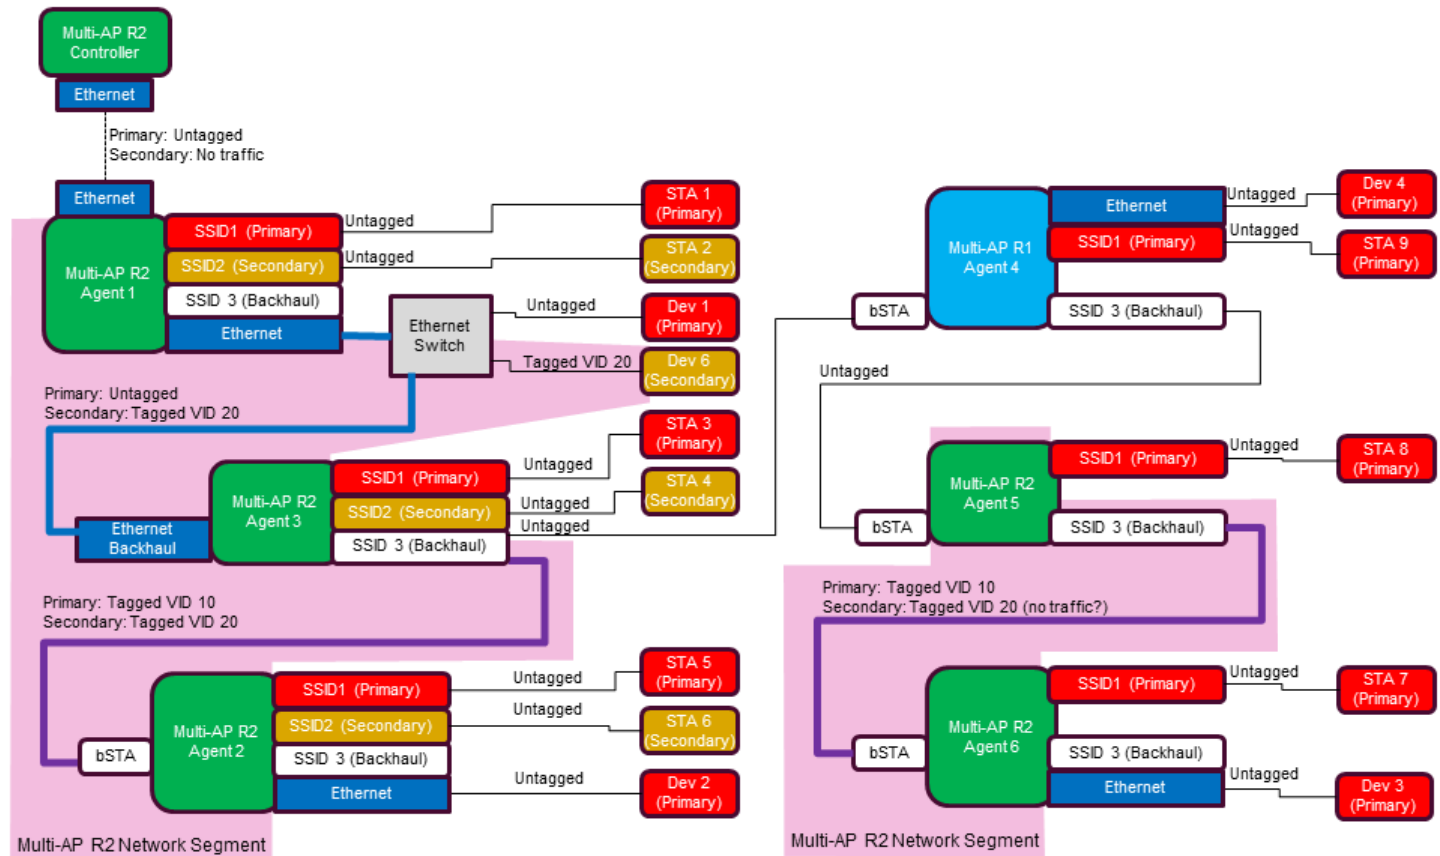 Multi-AP R2
Controller
Ethernet
Primary: Untagged
Secondary: No traffic
Ethernet
Multi-AP R2
Agent 1
SSID1 (Primary)
SSID2 (Secondary)
SSID 3 (Backhaul)
Ethernet
Untagged
Untagged
STA 1
(Primary)
STA 2
(Secondary)
Ethernet
Switch
Untagged
Tagged VID 20
Dev 1
(Primary)
Dev 6
(Secondary)
Primary: Untagged
Secondary: Tagged VID 20
Ethernet
Backhaul
Multi-AP R2
Agent 3
SSID1 (Primary)
SSID2 (Secondary)
SSID 3 (Backhaul)
Untagged
Untagged
Untagged
STA 3
(Primary)
STA 4
(Secondary)
Primary: Tagged VID 10
Secondary: Tagged VID 20
bSTA
Multi-AP R2
Agent 2
SSID1 (Primary)
SSID2 (Secondary)
SSID 3 (Backhaul)
Ethernet
Untagged
Untagged
Untagged
STA 5
(Primary)
STA 6
(Secondary)
Dev 2
(Primary)
Multi-AP R2 Network Segment
bSTA
Multi-AP R1
Agent 4
Ethernet
SSID1 (Primary)
SSID 3 (Backhaul)
Untagged
Untagged
Dev 4
(Primary)
STA 9
(Primary)
Untagged
bSTA
Multi-AP R2
Agent 5
SSID1 (Primary)
SSID 3 (Backhaul)
Untagged
STA 8
(Primary)
Primary: Tagged VID 10
Secondary: Tagged VID 20 (no traffic?)
bSTA
Multi-AP R2
Agent 6
SSID1 (Primary)
SSID 3 (Backhaul)
Ethernet
Untagged
Untagged
STA 7
(Primary)
Dev 3
(Primary)
Multi-AP R2 Network Segment